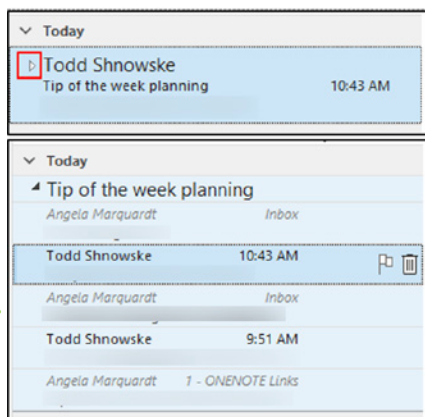 Today
Todd Shnowske
Tip of the week planning 10:43 AM
Today
Tip of the week planning
Angela Marquardt Inbox
Todd Shnowske 10:43 AM
Angela Marquardt Inbox
Todd Shnowske 9:51 AM
Angela Marquardt 1 - ONENOTE Links